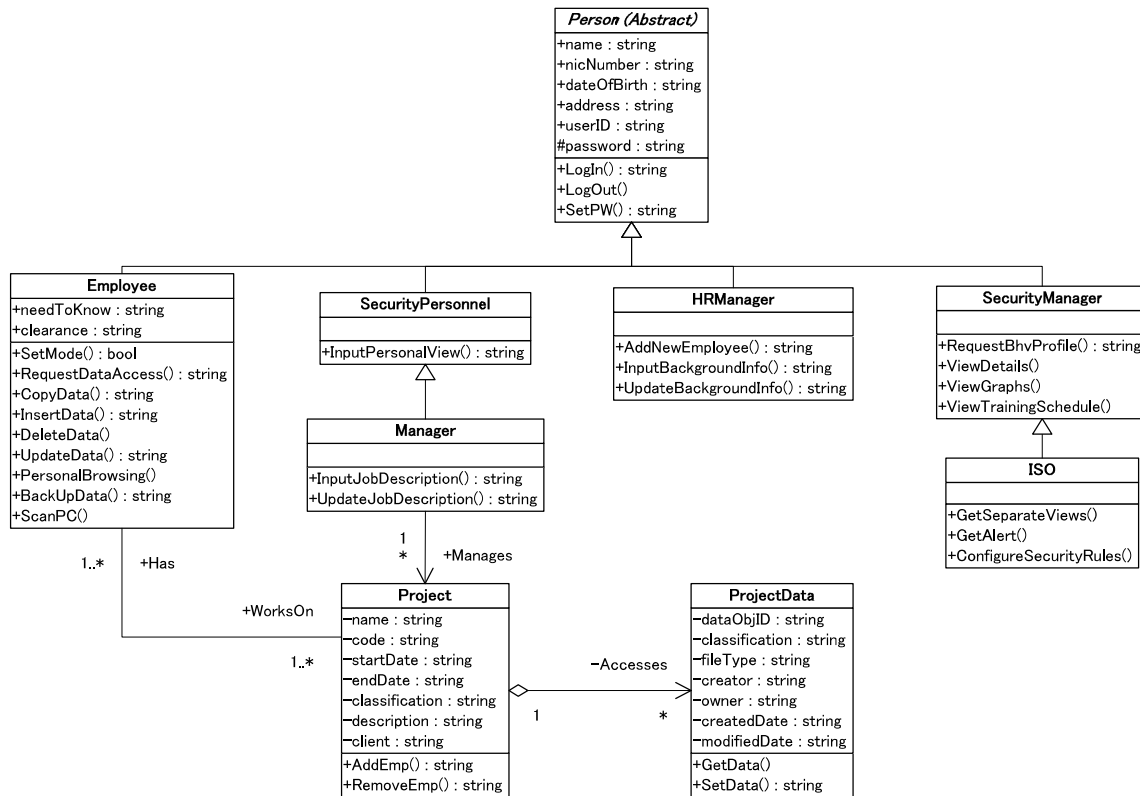 Person (Abstract)
+name : string
+nicNumber : string
+dateOfBirth : string
+address : string
+userID : string
#password : string
+LogIn() : string
+LogOut()
+SetPW() : string
Employee
+needToKnow : string
+clearance : string
+SetMode() : bool
+RequestDataAccess() : string
+CopyData() : string
+InsertData() : string
+DeleteData()
+UpdateData() : string
+PersonalBrowsing()
+BackUpData() : string
+ScanPC()
SecurityPersonnel
+InputPersonalView() : string
HRManager
+AddNewEmployee() : string
+InputBackgroundInfo() : string
+UpdateBackgroundInfo() : string
SecurityManager
+RequestBhvProfile() : string
+ViewDetails()
+ViewGraphs()
+ViewTrainingSchedule()
Manager
+InputJobDescription() : string
+UpdateJobDescription() : string
ISO
+GetSeparateViews()
+GetAlert()
+ConfigureSecurityRules()
1..*
+Has
1
*
+Manages
+WorksOn
1..*
Project
-name : string
-code : string
-startDate : string
-endDate : string
-classification : string
-description : string
-client : string
+AddEmp() : string
+RemoveEmp() : string
-Accesses
1
*
ProjectData
-dataObjID : string
-classification : string
-fileType : string
-creator : string
-owner : string
-createdDate : string
-modifiedDate : string
+GetData()
+SetData() : string